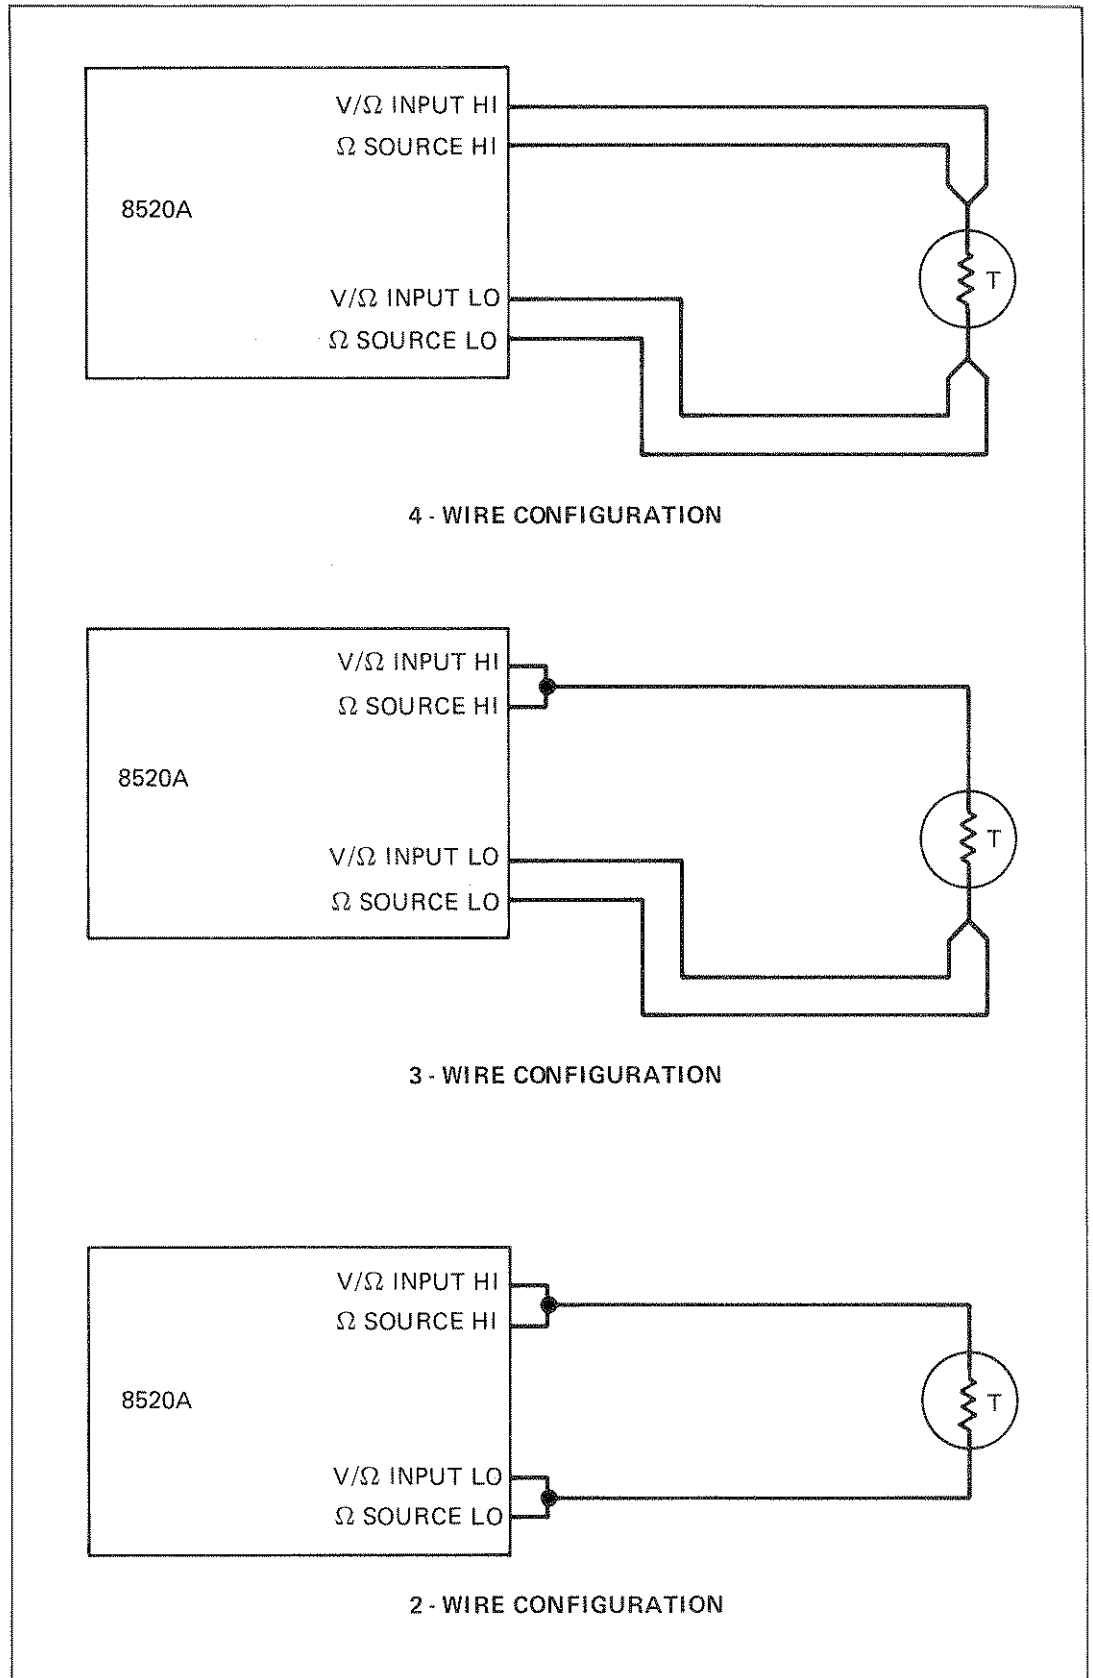 V/Ω INPUT HI
Ω SOURCE HI
8520A
T
V/Ω INPUT LO
Ω SOURCE LO
4 - WIRE CONFIGURATION
V/Ω INPUT HI
Ω SOURCE HI
8520A
T
V/Ω INPUT LO
Ω SOURCE LO
3 - WIRE CONFIGURATION
V/Ω INPUT HI
Ω SOURCE HI
8520A
T
V/Ω INPUT LO
Ω SOURCE LO
2 - WIRE CONFIGURATION